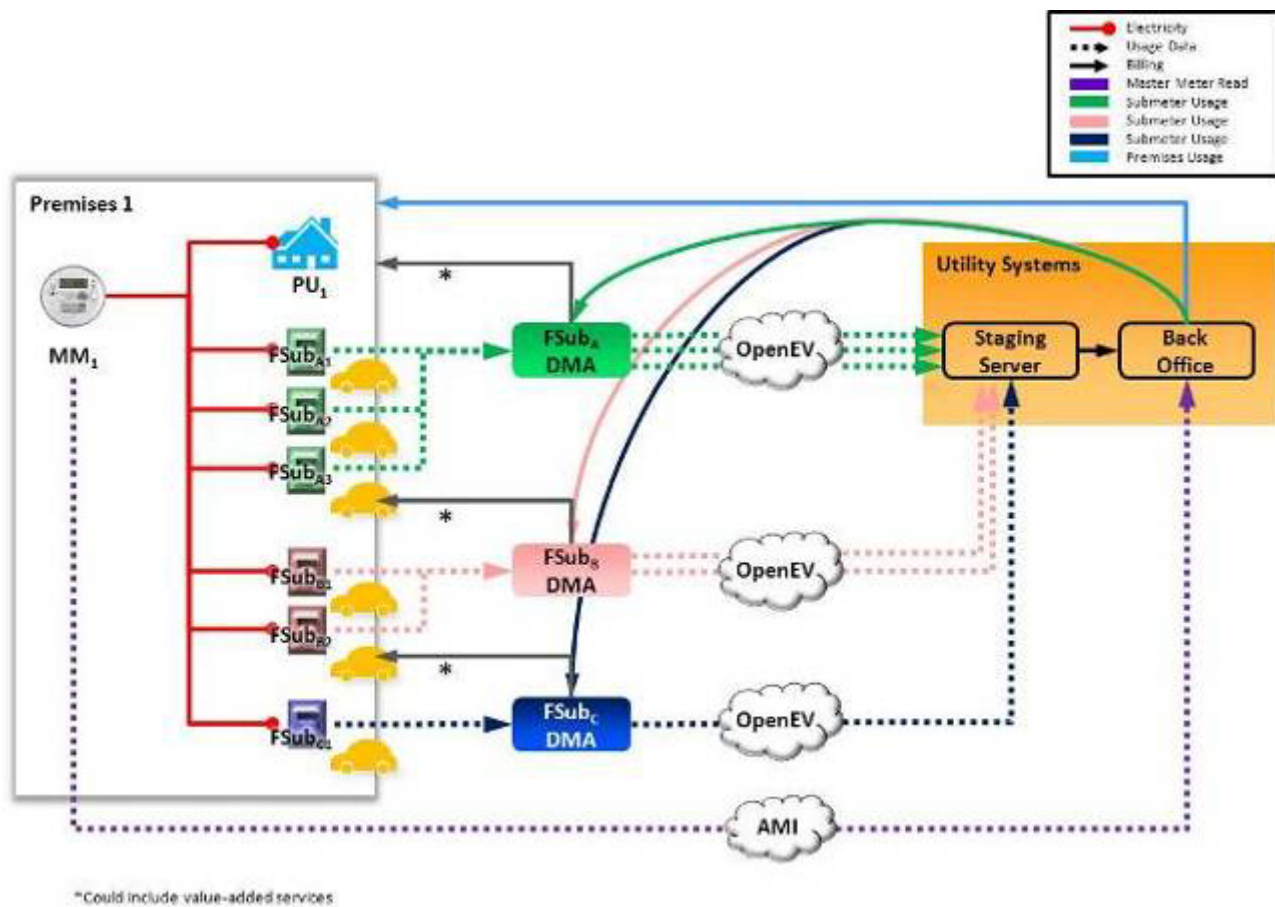 Electricity
Usage Data
Billing
Master Meter Read
Submeter Usage
Submeter Usage
Submeter Usage
Premises Usage
Premises 1
PU1
MM1
FSubA1
FSubA2
FSubA3
FSubB1
FSubB2
FSubC1
*
FSubA
DMA
OpenEV
Utility Systems
Staging
Server
Back
Office
*
FSubB
DMA
OpenEV
*
FSubC
DMA
OpenEV
AMI
*Could include value-added services